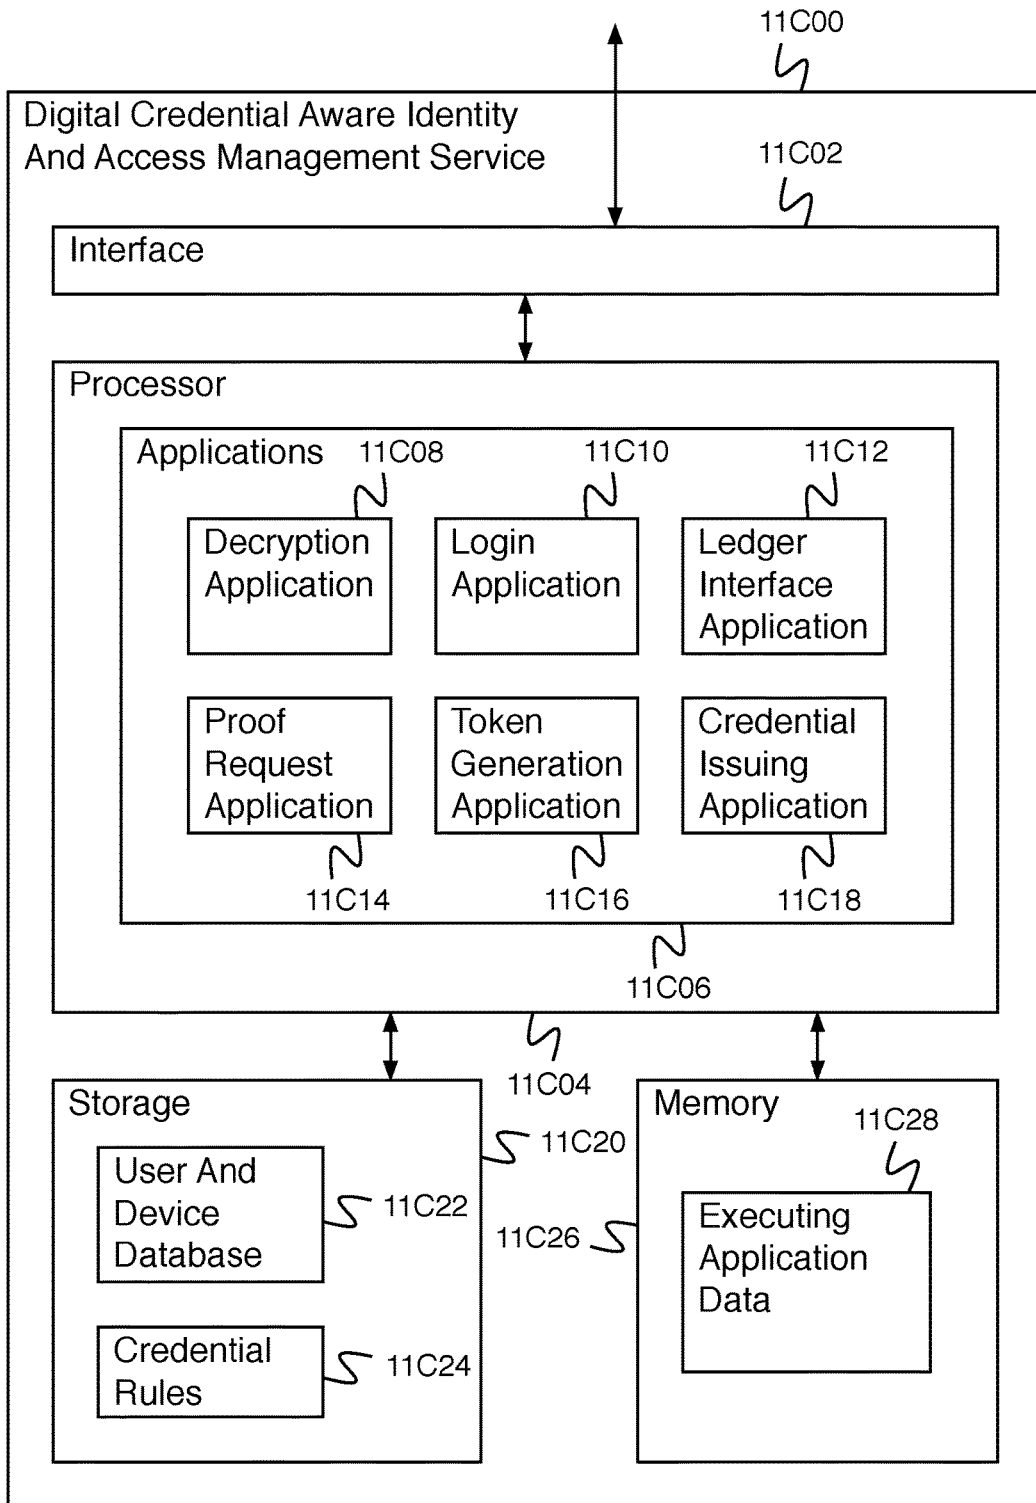 11C00
Digital Credential Aware Identity
And Access Management Service
11C02
Interface
Processor
Applications
11C08
11C10
11C12
Decryption
Application
Login
Application
Ledger
Interface
Application
Proof
Request
Application
Token
Generation
Application
Credential
Issuing
Application
11C14
11C16
11C18
11C06
11C04
Storage
11C20
User And
Device
Database
11C22
Credential
Rules
11C24
Memory
11C28
11C26
Executing
Application
Data